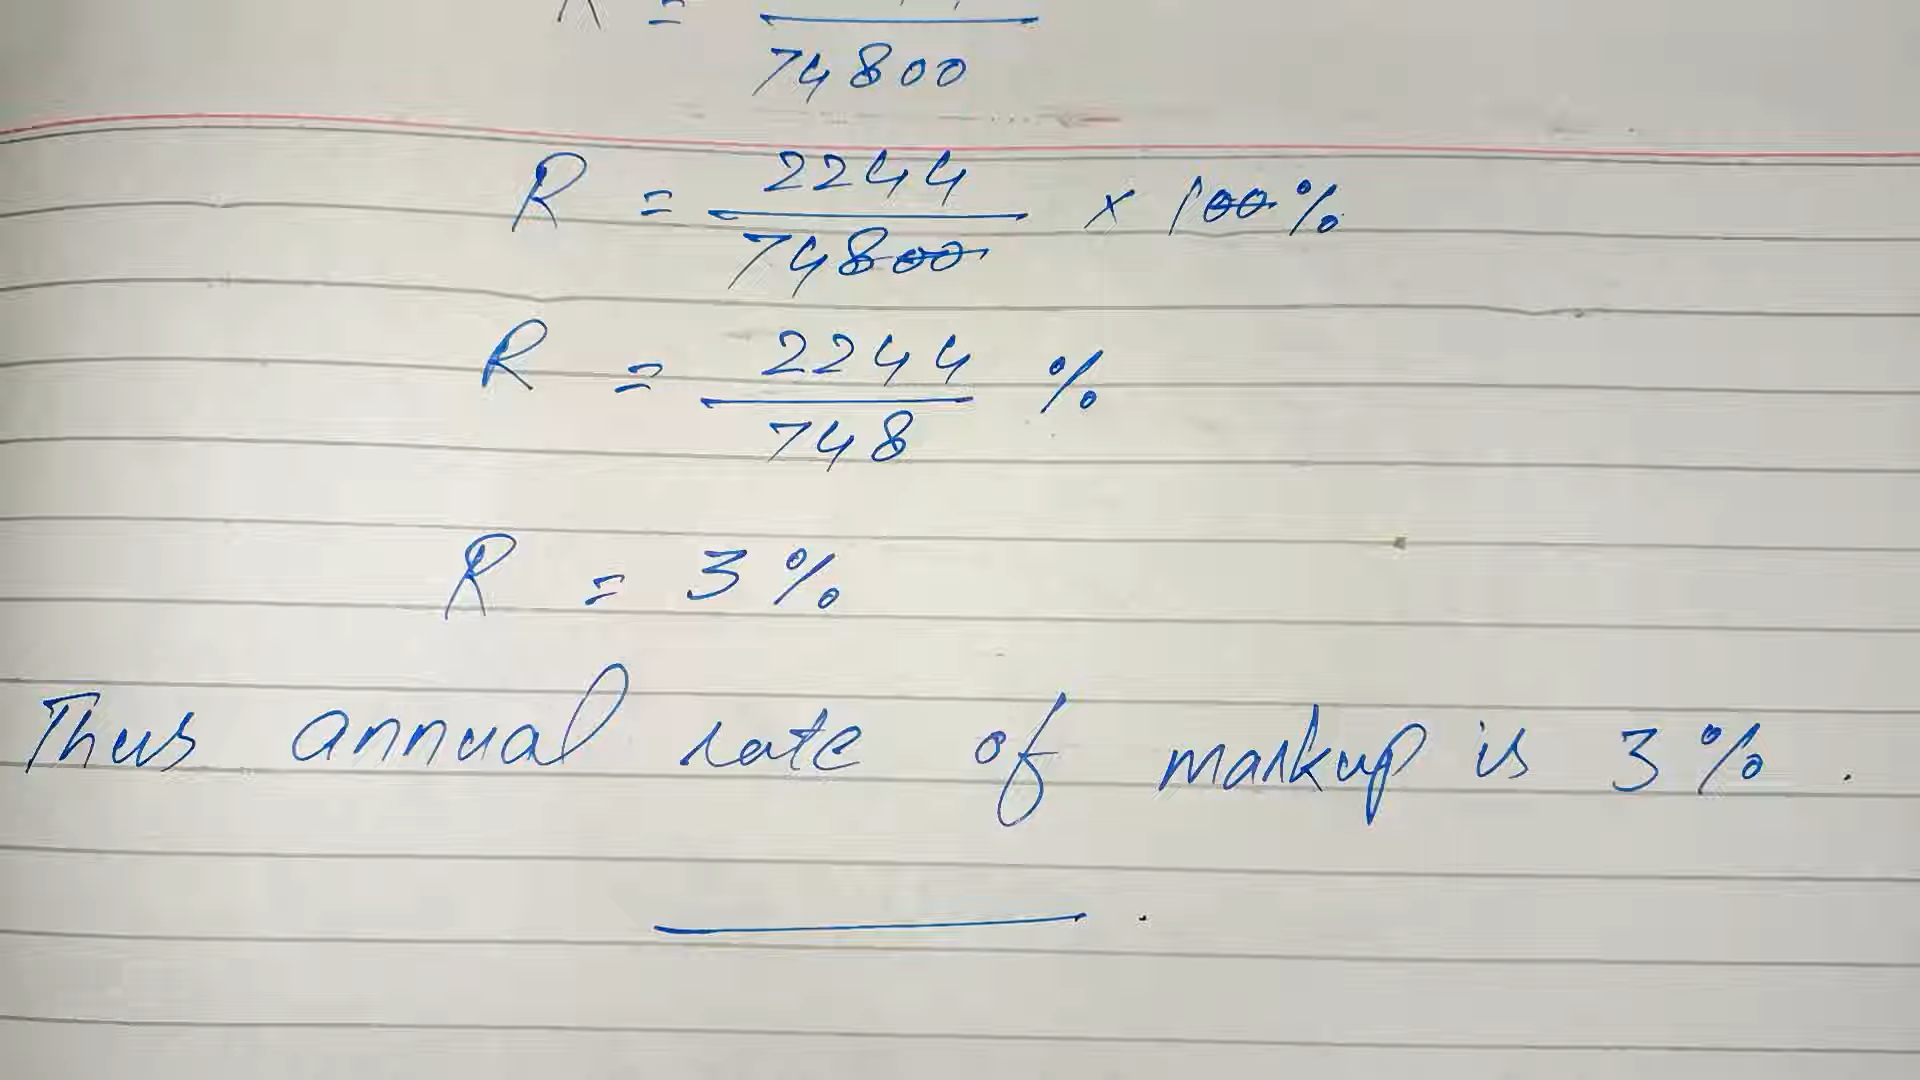 R =
74800
R = 2244 / 74800 × 100%
R = 2244 / 748 %
R = 3%
Thus annual rate of markup is 3%.